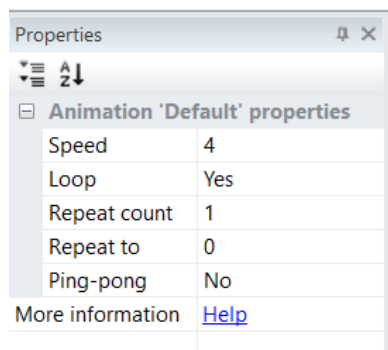 Properties
A Z
Animation 'Default' properties
Speed 4
Loop Yes
Repeat count 1
Repeat to 0
Ping-pong No
More information Help